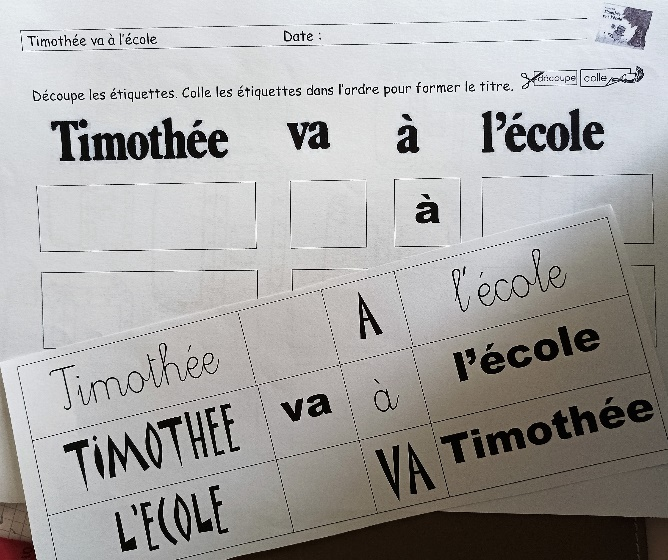 Timothée va à l'école Date :
Découpe les étiquettes. Colle les étiquettes dans l'ordre pour former le titre. découpe colle
Timothée va à l'école
à
Timothée A l'école
TIMOTHEE va à l'école
L'ECOLE VA Timothée